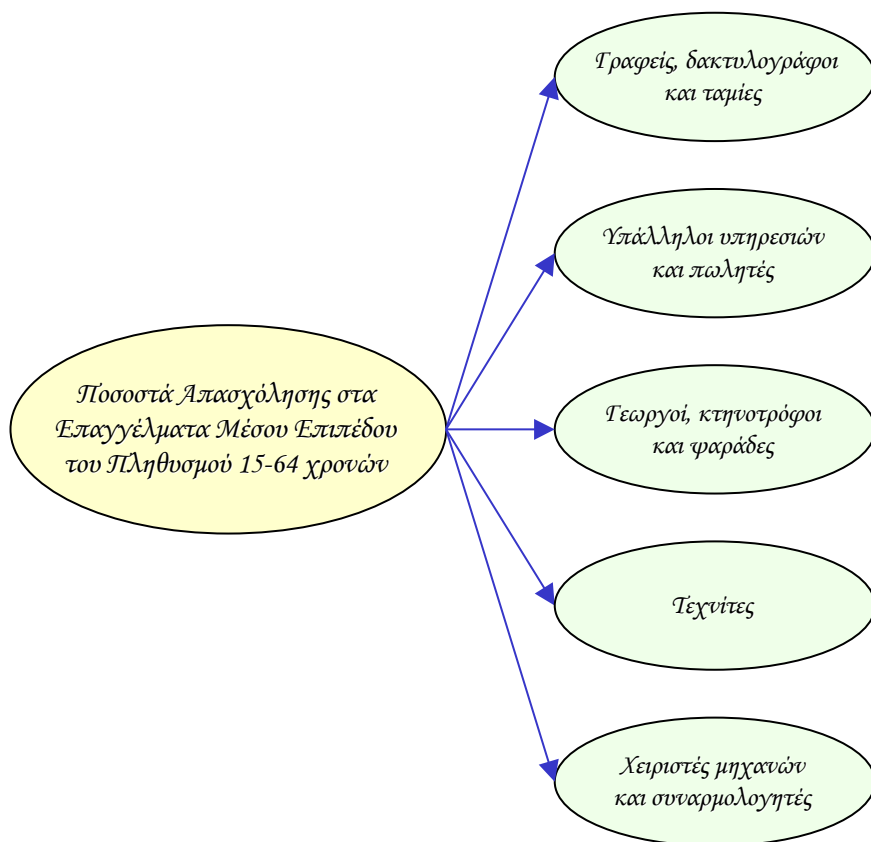 Γραφείς, δακτυλογράφοι
και ταμίες
Υπάλληλοι υπηρεσιών
και πωλητές
Ποσοστά Απασχόλησης στα
Επαγγέλματα Μέσου Επιπέδου
του Πληθυσμού 15-64 χρονών
Γεωργοί, κτηνοτρόφοι
και ψαράδες
Τεχνίτες
Χειριστές μηχανών
και συναρμολογητές